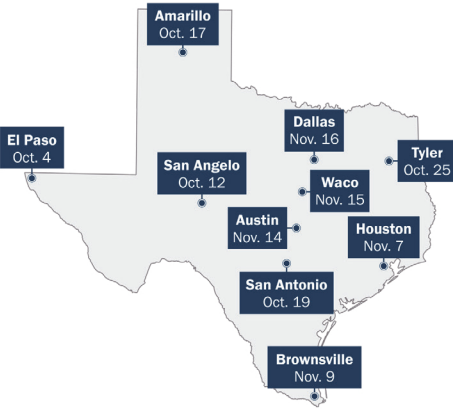 Amarillo
Oct. 17
Dallas
Nov. 16
El Paso
Oct. 4
Tyler
Oct. 25
San Angelo
Oct. 12
Waco
Nov. 15
Austin
Nov. 14
Houston
Nov. 7
San Antonio
Oct. 19
Brownsville
Nov. 9